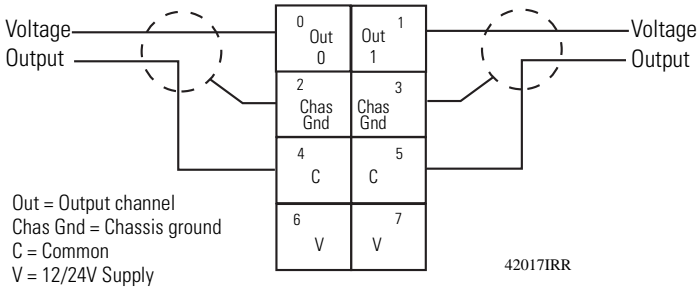 Voltage
Output
0 Out 0
Out 1 1
Voltage
Output
2 Chas Gnd
3 Chas Gnd
4 C
5 C
6 V
7 V
Out = Output channel
Chas Gnd = Chassis ground
C = Common
V = 12/24V Supply
42017IRR